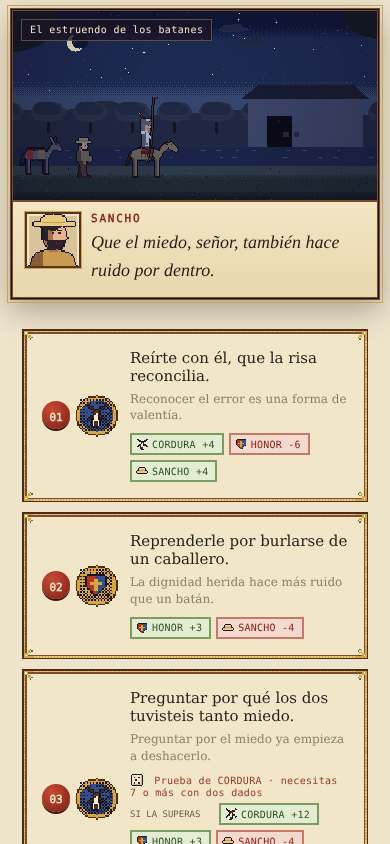 El estruendo de los batanes
SANCHO
Que el miedo, señor, también hace
ruido por dentro.
01
Reírte con él, que la risa
reconcilia.
Reconocer el error es una forma de
valentía.
CORDURA +4
HONOR -6
SANCHO +4
02
Reprenderle por burlarse de
un caballero.
La dignidad herida hace más ruido
que un batán.
HONOR +3
SANCHO -4
03
Preguntar por qué los dos
tuvisteis tanto miedo.
Preguntar por el miedo ya empieza
a deshacerlo.
Prueba de CORDURA · necesitas
7 o más con dos dados
SI LA SUPERAS
CORDURA +12
HONOR +3
SANCHO -4